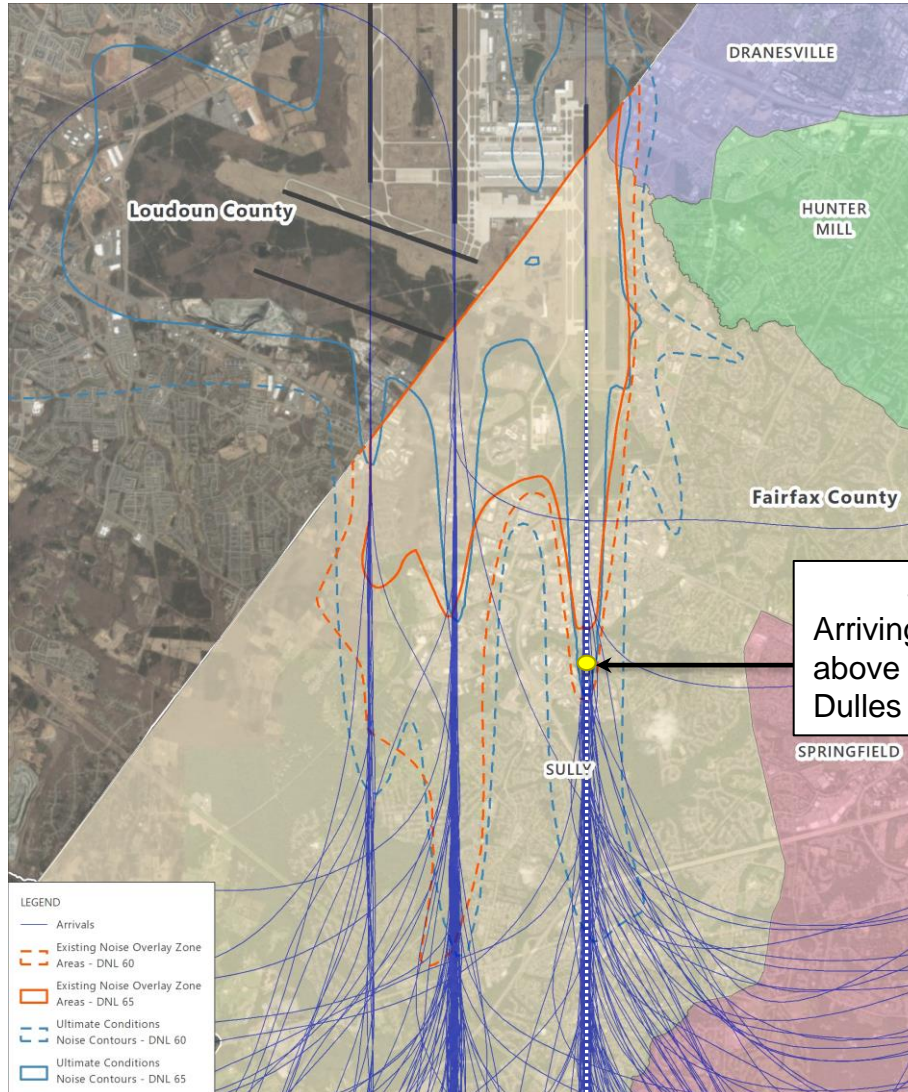 DRANESVILLE
HUNTER
MILL
Loudoun County
Fairfax County
Arriving
above
Dulles
SPRINGFIELD
SULLY
LEGEND
Arrivals
Existing Noise Overlay Zone
Areas - DNL 60
Existing Noise Overlay Zone
Areas - DNL 65
Ultimate Conditions
Noise Contours - DNL 60
Ultimate Conditions
Noise Contours - DNL 65